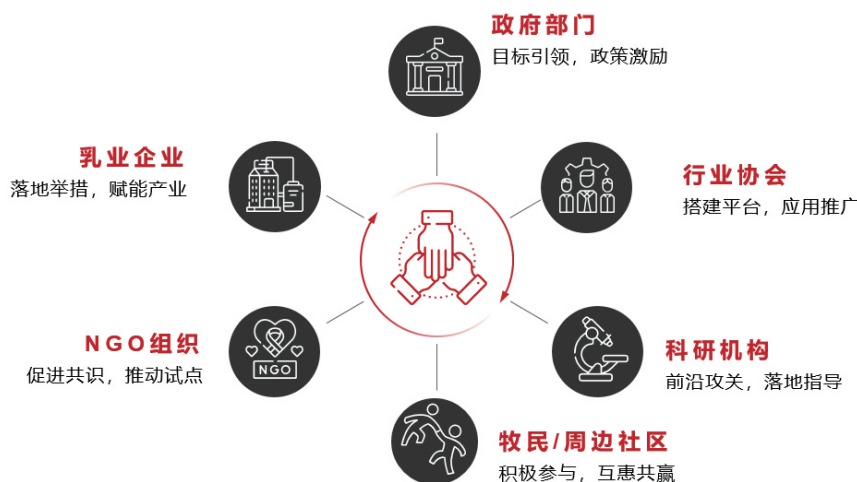 政府部门
目标引领，政策激励
乳业企业
落地举措，赋能产业
行业协会
搭建平台，应用推广
NGO组织
促进共识，推动试点
NGO
科研机构
前沿攻关，落地指导
牧民/周边社区
积极参与，互惠共赢